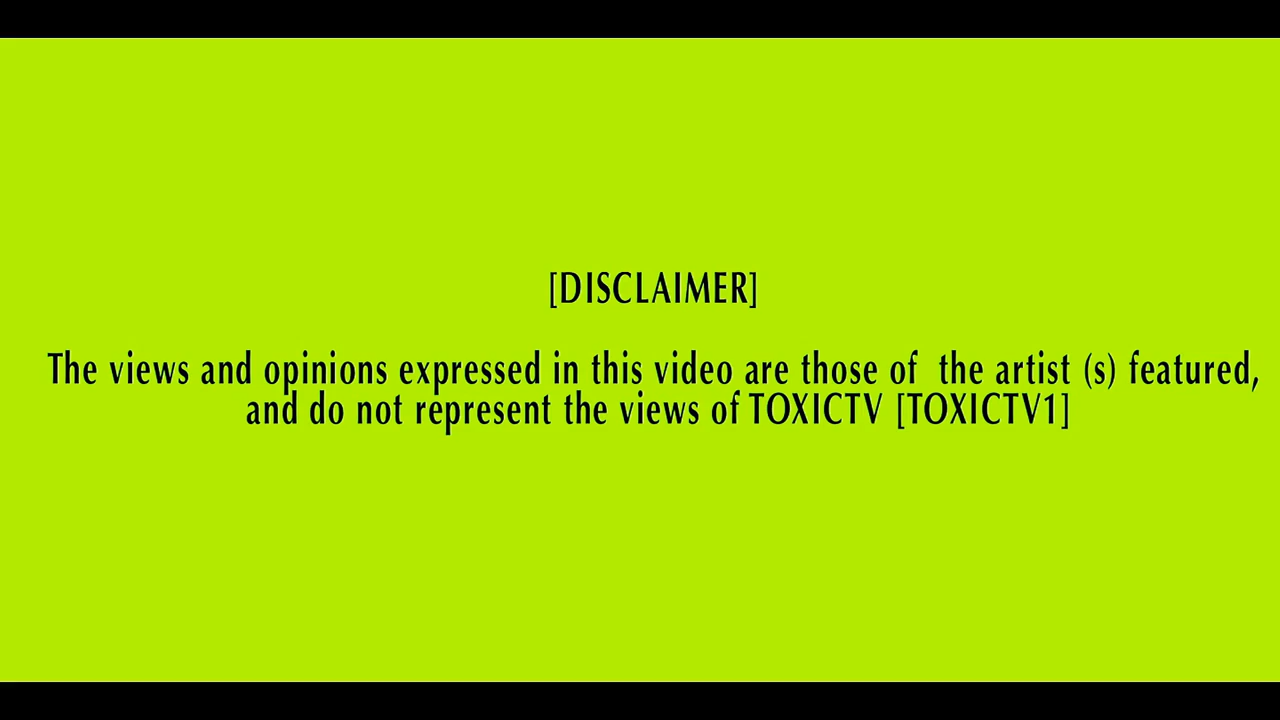 [DISCLAIMER]
The views and opinions expressed in this video are those of  the artist (s) featured,
and do not represent the views of TOXICTV [TOXICTV1]